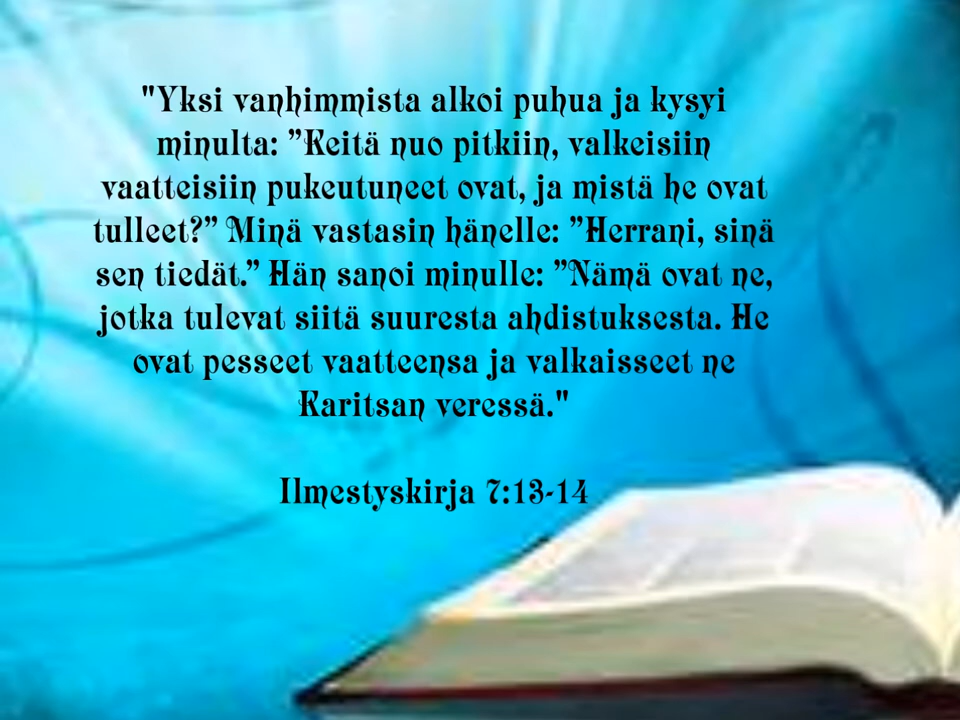 "Yksi vanhimmista alkoi puhua ja kysyi
minulta: ”Keitä nuo pitkiin, valkeisiin
vaatteisiin pukeutuneet ovat, ja mistä he ovat
tulleet?” Minä vastasin hänelle: ”Herrani, sinä
sen tiedät.” Hän sanoi minulle: ”Nämä ovat ne,
jotka tulevat siitä suuresta ahdistuksesta. He
ovat pesseet vaatteensa ja valkaisseet ne
Karitsan veressä."
Ilmestyskirja 7:13-14